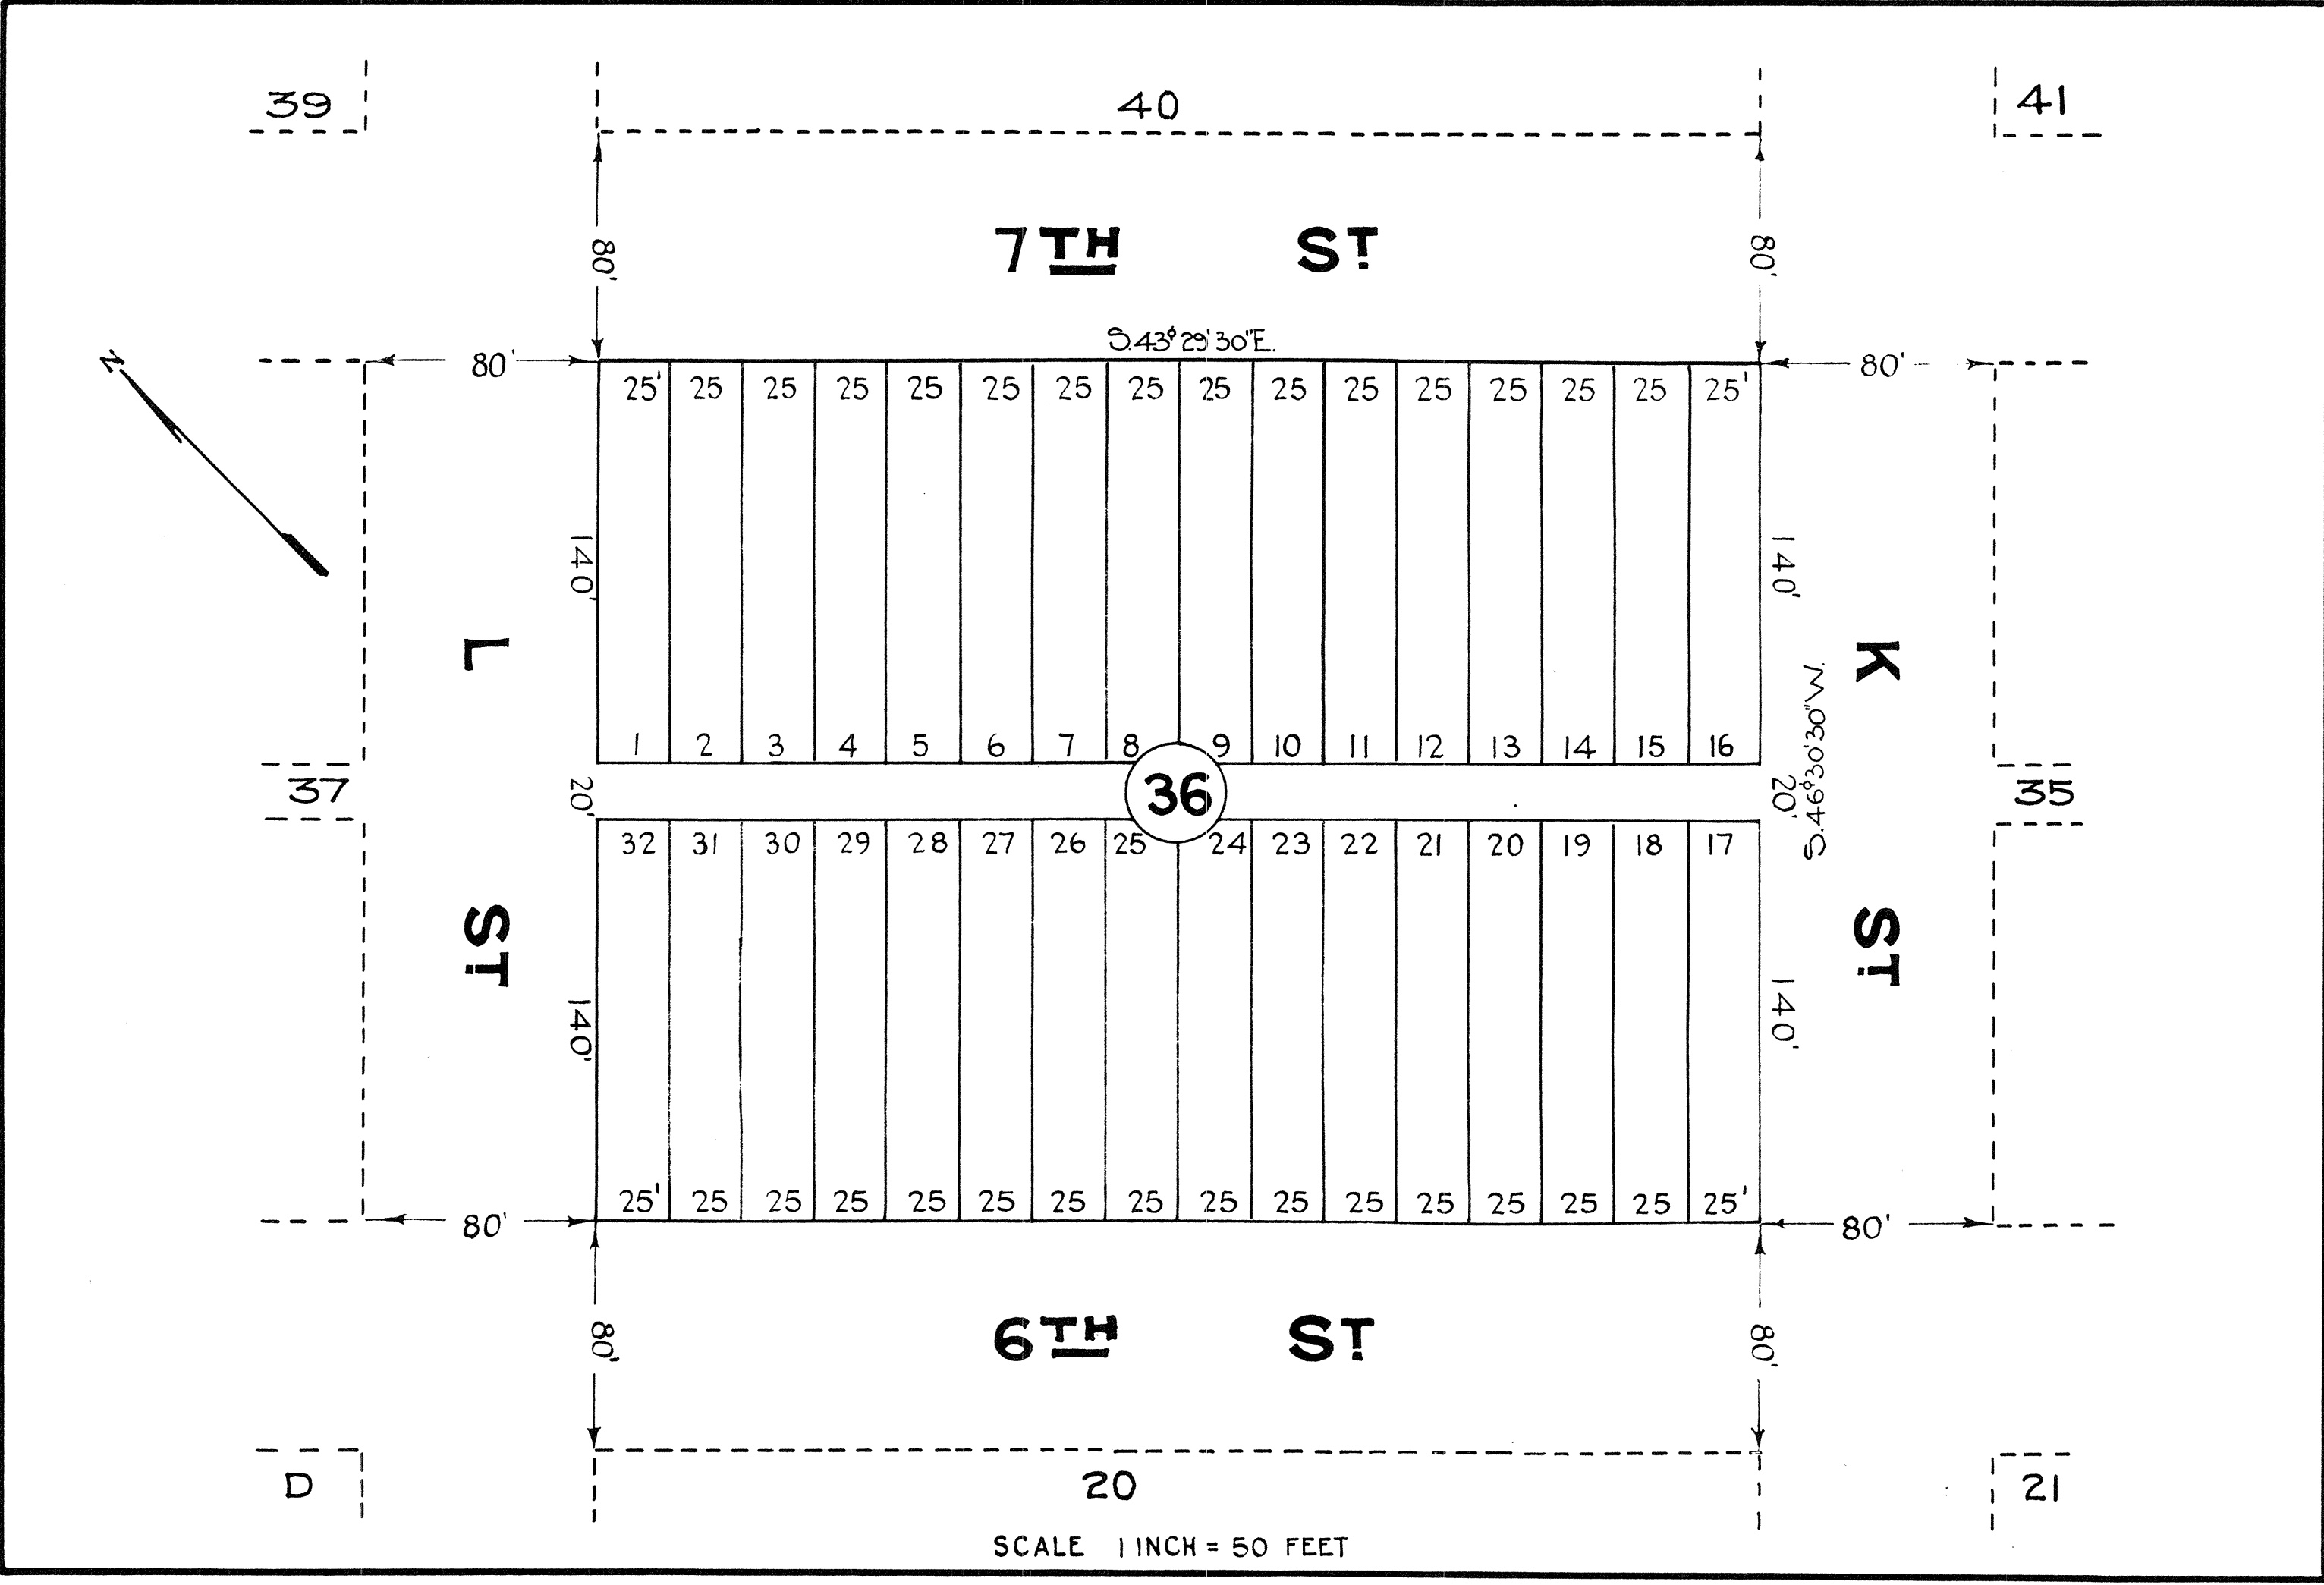 39 40 41
80' 7TH ST 80'
S.43°29'30"E.
N
80' 80'
25' 25 25 25 25 25 25 25 25 25 25 25 25 25 25 25'
140' 140'
L K
S.46°30'30"W.
1 2 3 4 5 6 7 8 9 10 11 12 13 14 15 16
37 20' 36 20' 35
32 31 30 29 28 27 26 25 24 23 22 21 20 19 18 17
ST ST
140' 140'
25' 25 25 25 25 25 25 25 25 25 25 25 25 25 25 25'
80' 80'
80' 6TH ST 80'
D 20 21
SCALE 1 INCH = 50 FEET